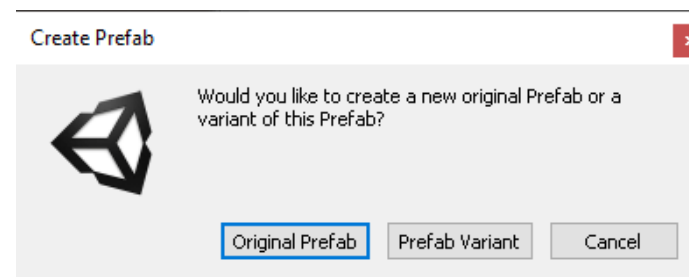 Create Prefab
Would you like to create a new original Prefab or a
variant of this Prefab?
Original Prefab
Prefab Variant
Cancel